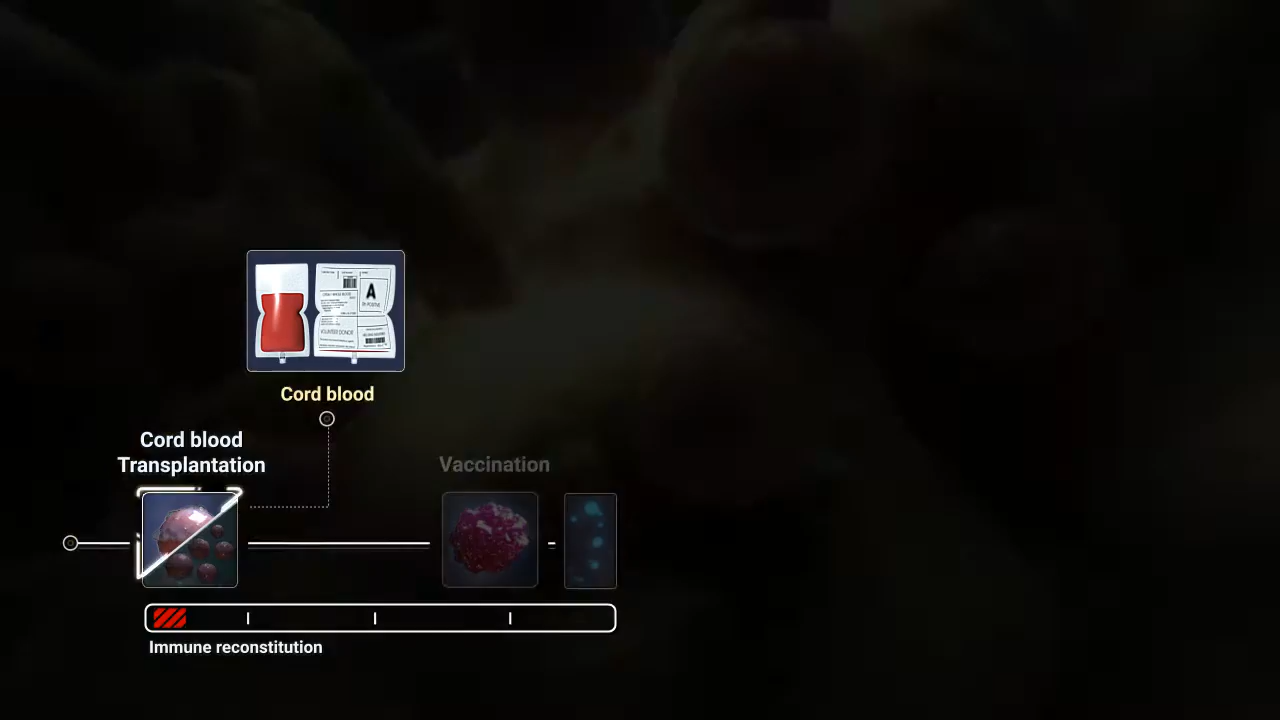 A
Cord blood
Cord blood
Transplantation
Vaccination
Immune reconstitution